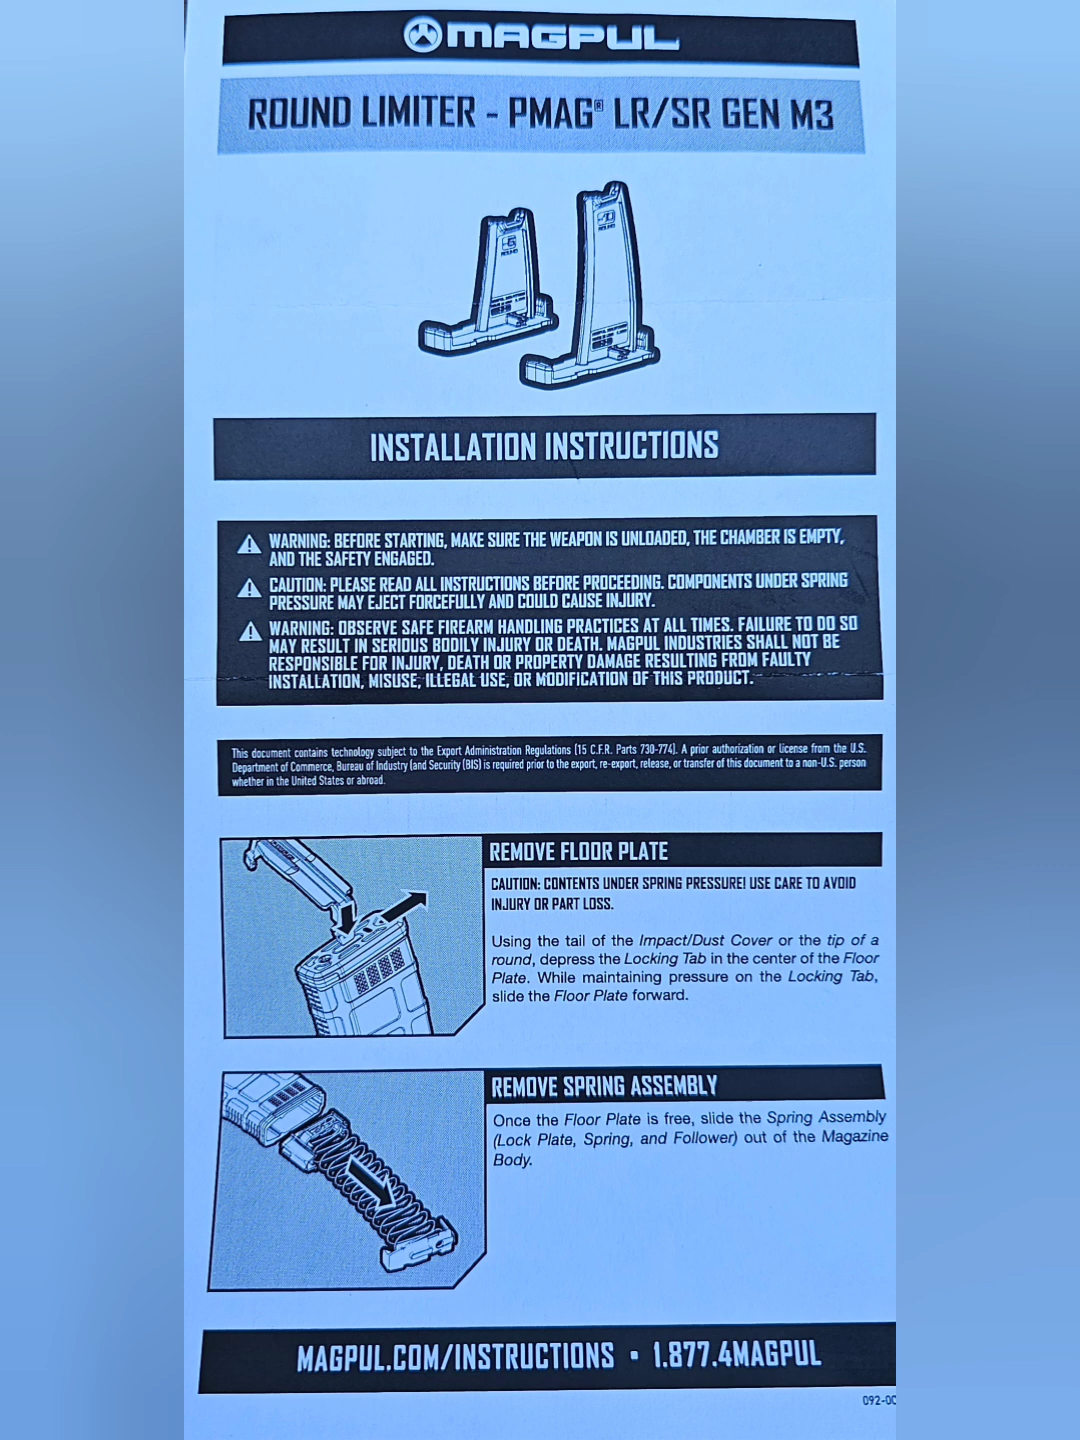 MAGPUL
ROUND LIMITER - PMAG® LR/SR GEN M3
-5
ROUND
-10
ROUND
INSTALLATION INSTRUCTIONS
WARNING: BEFORE STARTING, MAKE SURE THE WEAPON IS UNLOADED, THE CHAMBER IS EMPTY,
AND THE SAFETY ENGAGED.
CAUTION: PLEASE READ ALL INSTRUCTIONS BEFORE PROCEEDING. COMPONENTS UNDER SPRING
PRESSURE MAY EJECT FORCEFULLY AND COULD CAUSE INJURY.
WARNING: OBSERVE SAFE FIREARM HANDLING PRACTICES AT ALL TIMES. FAILURE TO DO SO
MAY RESULT IN SERIOUS BODILY INJURY OR DEATH. MAGPUL INDUSTRIES SHALL NOT BE
RESPONSIBLE FOR INJURY, DEATH OR PROPERTY DAMAGE RESULTING FROM FAULTY
INSTALLATION, MISUSE, ILLEGAL USE, OR MODIFICATION OF THIS PRODUCT.
This document contains technology subject to the Export Administration Regulations (15 C.F.R. Parts 730-774). A prior authorization or license from the U.S.
Department of Commerce, Bureau of Industry (and Security (BIS) is required prior to the export, re-export, release, or transfer of this document to a non-U.S. person
whether in the United States or abroad.
REMOVE FLOOR PLATE
CAUTION: CONTENTS UNDER SPRING PRESSURE! USE CARE TO AVOID
INJURY OR PART LOSS.
Using the tail of the Impact/Dust Cover or the tip of a
round, depress the Locking Tab in the center of the Floor
Plate. While maintaining pressure on the Locking Tab,
slide the Floor Plate forward.
REMOVE SPRING ASSEMBLY
Once the Floor Plate is free, slide the Spring Assembly
(Lock Plate, Spring, and Follower) out of the Magazine
Body.
MAGPUL.COM/INSTRUCTIONS • 1.877.4MAGPUL
092-00